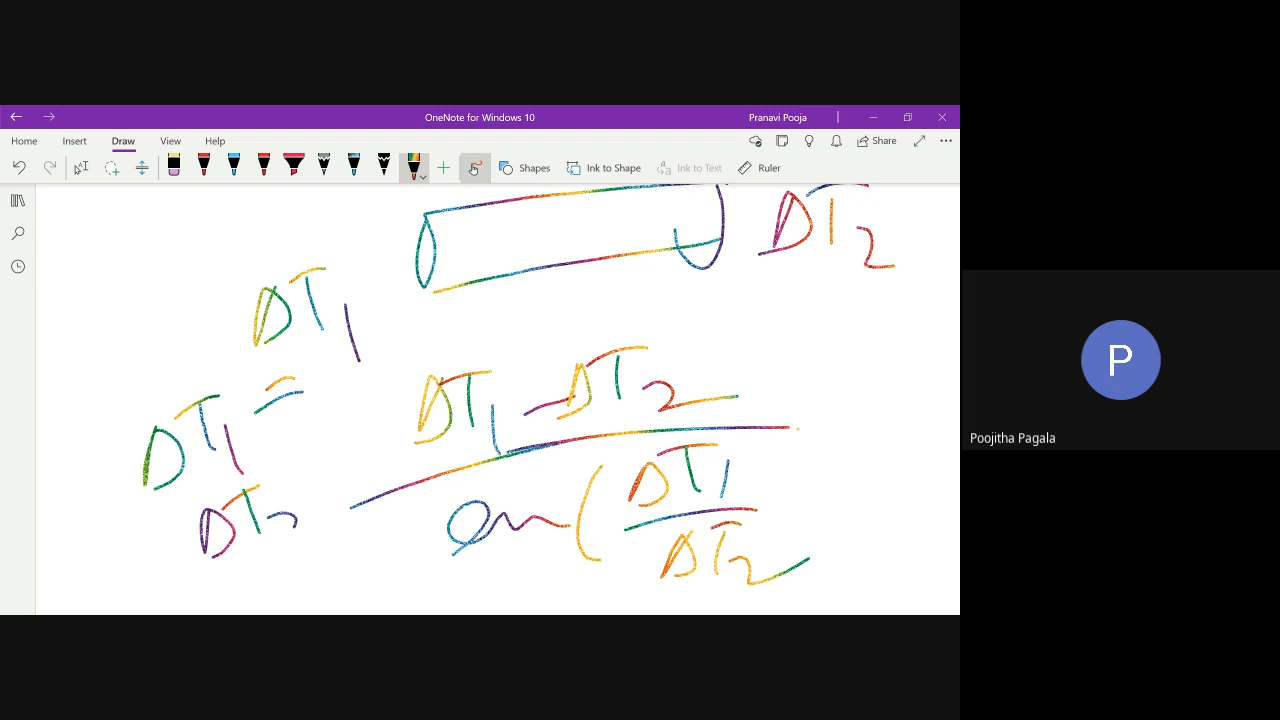 OneNote for Windows 10
Pranavi Pooja
Home Insert Draw View Help
Share
Shapes Ink to Shape Ink to Text Ruler
ΔT2
ΔT1
ΔT1 =
ΔT1 - ΔT2
ln (ΔT1
ΔT2
ΔT2
P
Poojitha Pagala